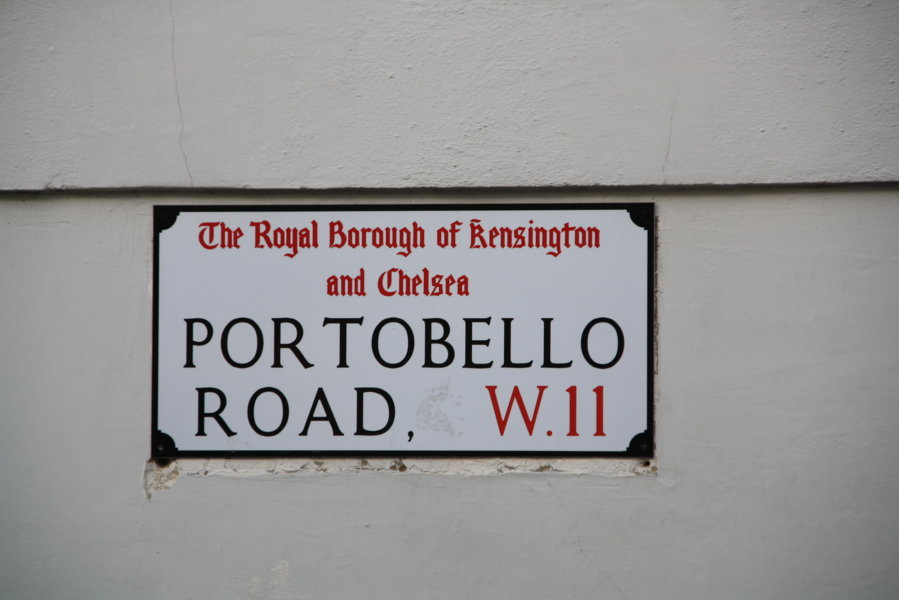 The Royal Borough of Kensington
and Chelsea
PORTOBELLO
ROAD, W.11